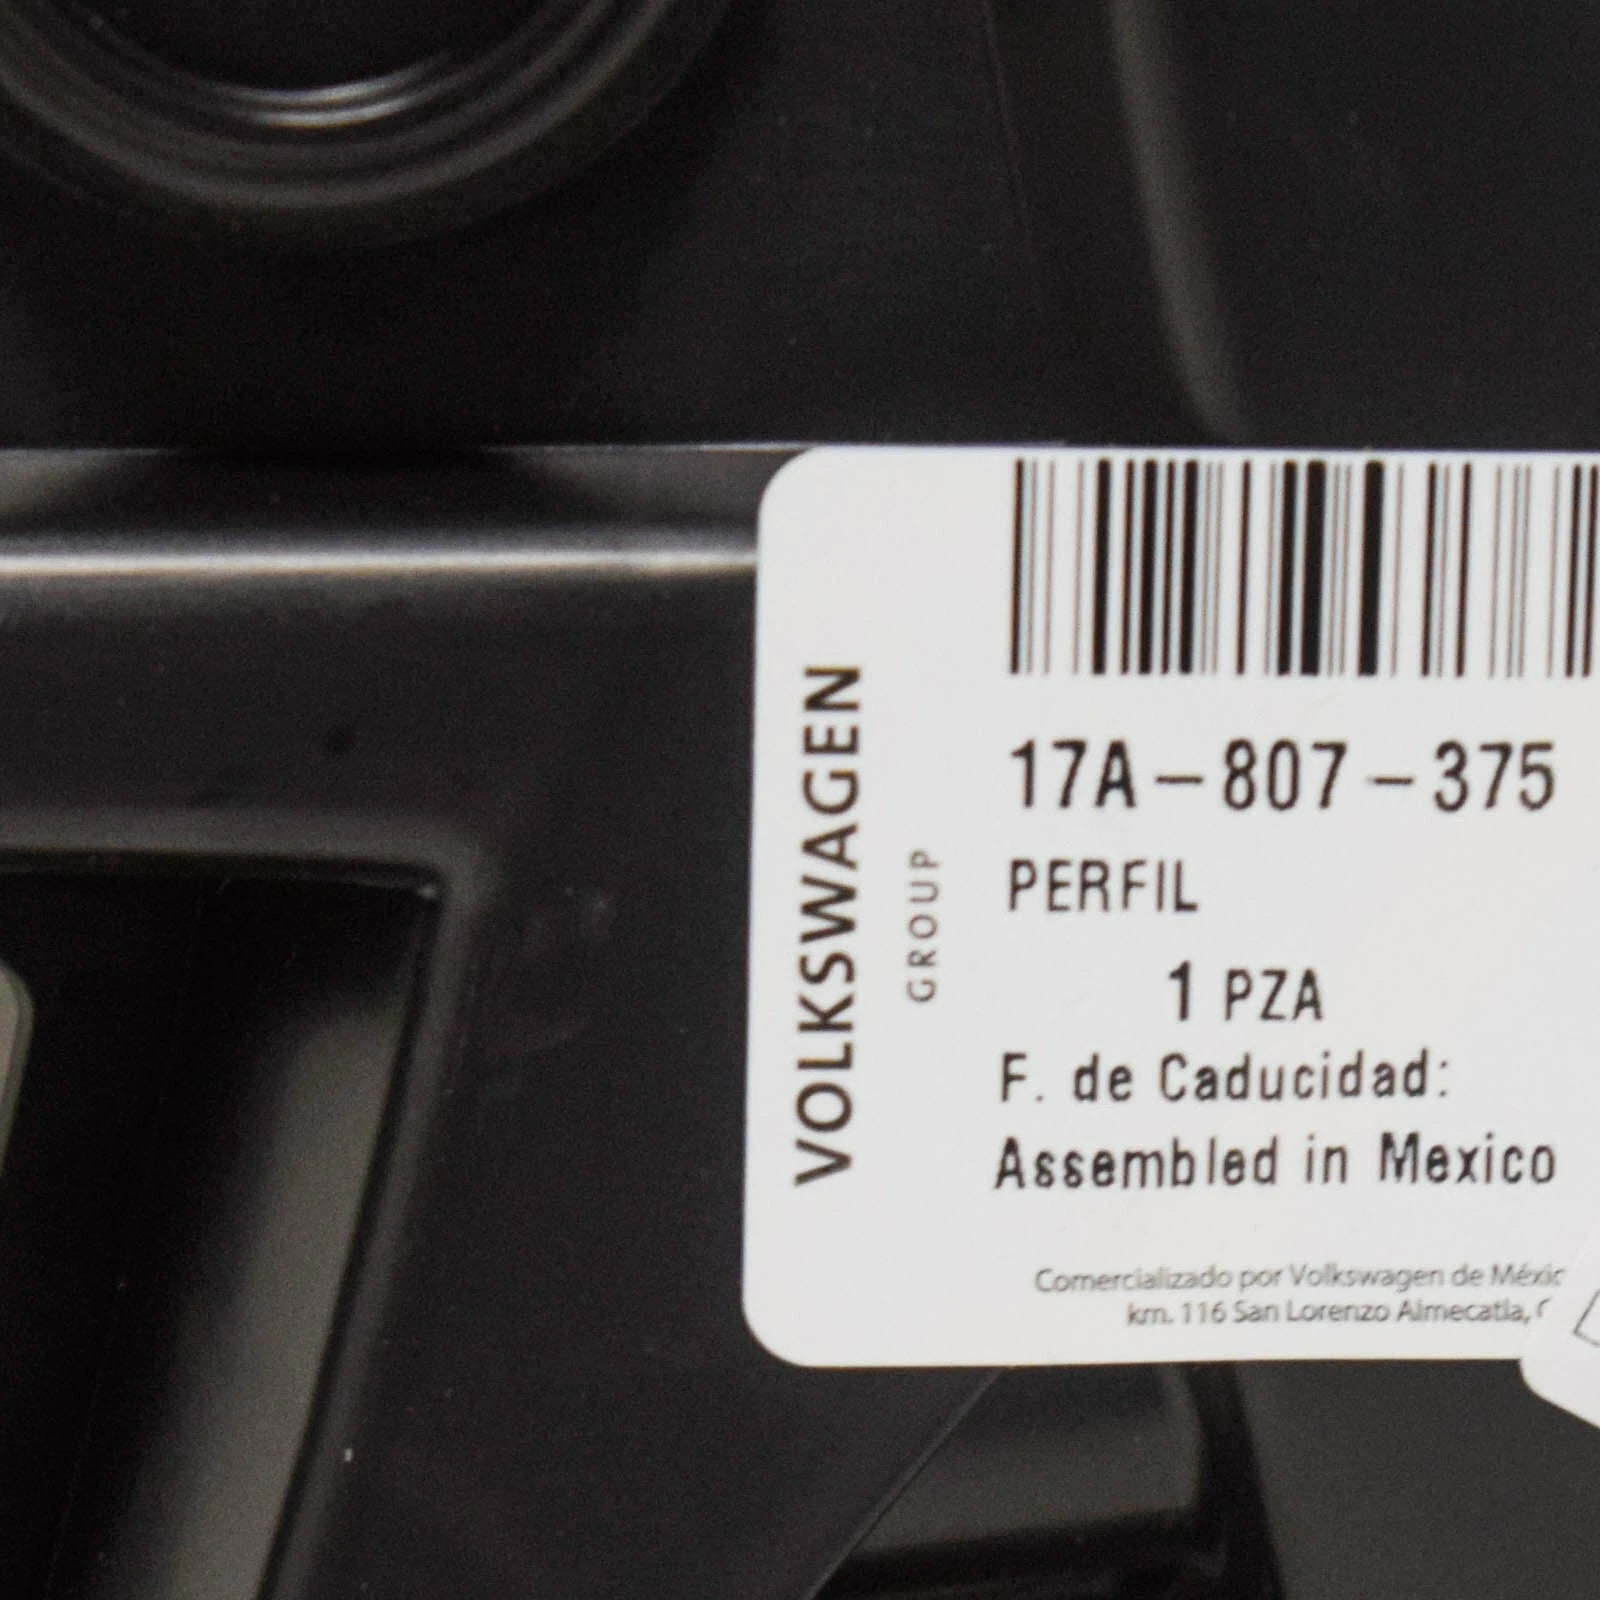 VOLKSWAGEN
GROUP
17A-807-375
PERFIL
1 PZA
F. de Caducidad:
Assembled in Mexico
Comercializado por Volkswagen de Méxic
km. 116 San Lorenzo Almecatla,